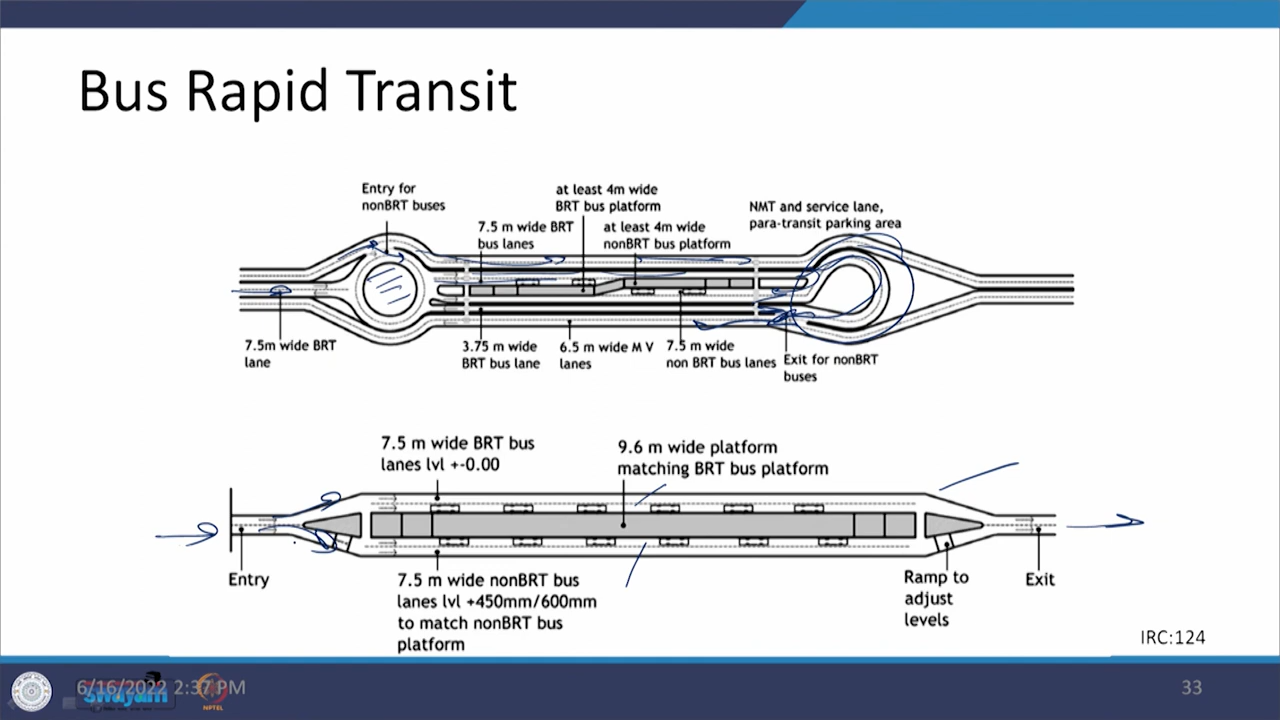 Bus Rapid Transit
Entry for
nonBRT buses
at least 4m wide
BRT bus platform
7.5 m wide BRT
bus lanes
at least 4m wide
nonBRT bus platform
NMT and service lane,
para-transit parking area
7.5m wide BRT
lane
3.75 m wide
BRT bus lane
6.5 m wide M V
lanes
7.5 m wide
non BRT bus lanes
Exit for nonBRT
buses
7.5 m wide BRT bus
lanes lvl +-0.00
9.6 m wide platform
matching BRT bus platform
Entry
7.5 m wide nonBRT bus
lanes lvl +450mm/600mm
to match nonBRT bus
platform
Ramp to
adjust
levels
Exit
IRC:124
6/16/2022 2:37 PM
swayam
NPTEL
33